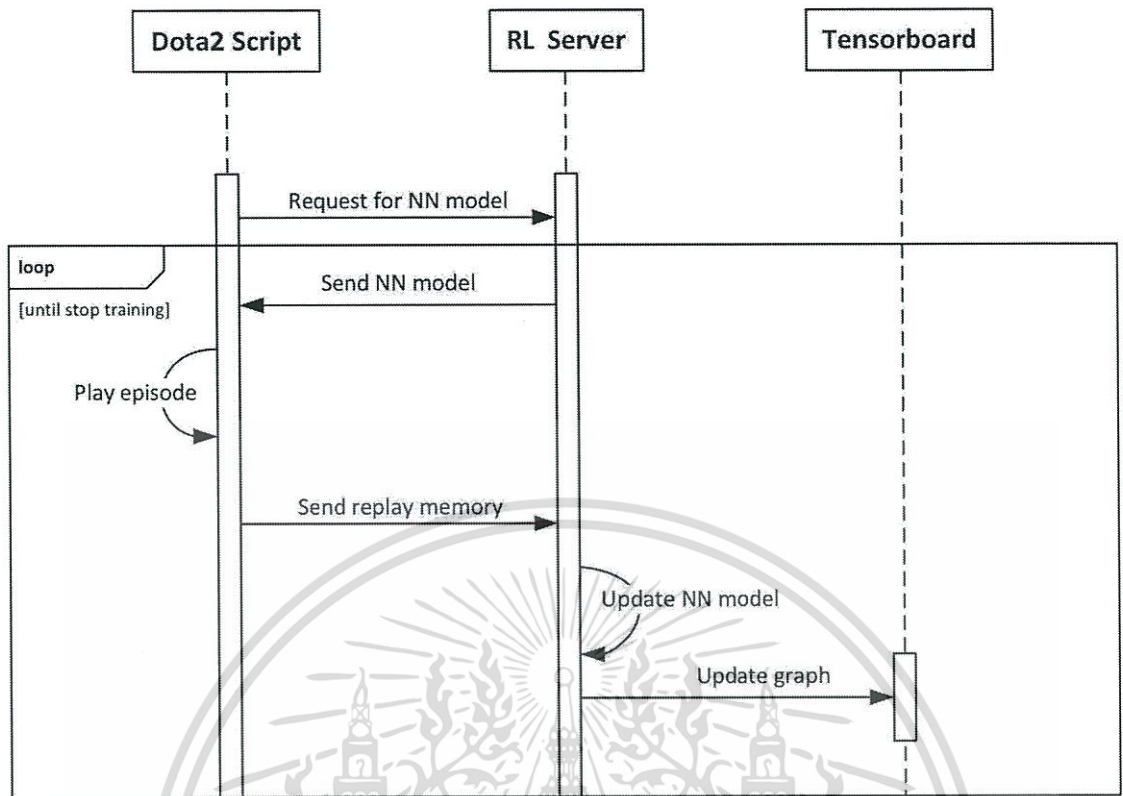 Dota2 Script
RL Server
Tensorboard
Request for NN model
loop
Send NN model
[until stop training]
Play episode
Send replay memory
Update NN model
Update graph